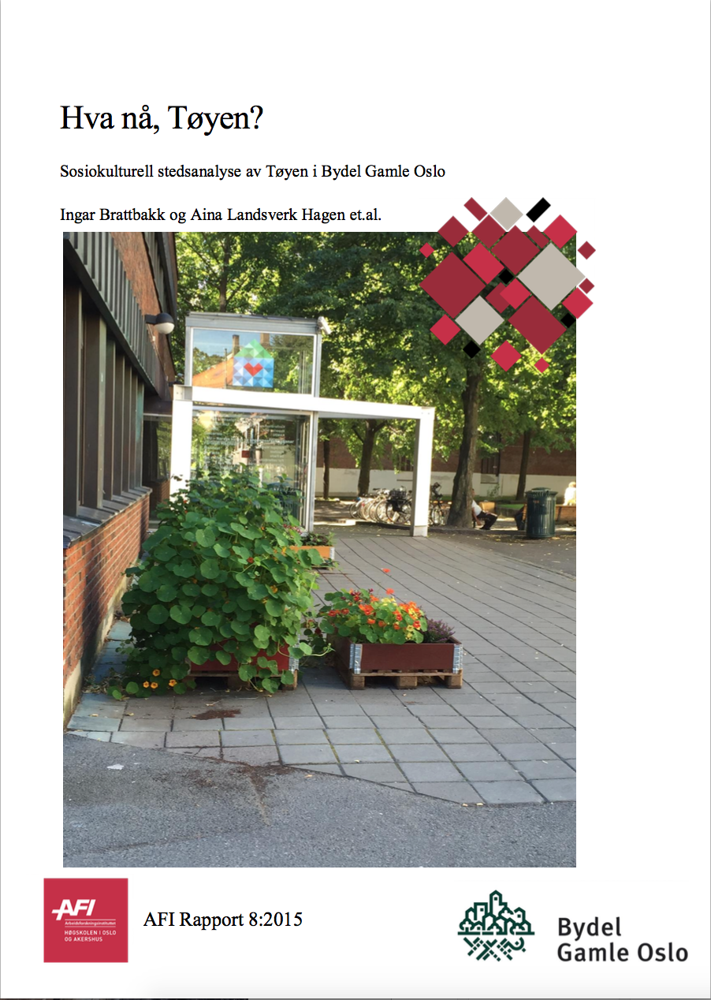 Hva nå, Tøyen?
Sosiokulturell stedsanalyse av Tøyen i Bydel Gamle Oslo
Ingar Brattbakk og Aina Landsverk Hagen et.al.
AFI
Arbeidsforskningsinstituttet
HØGSKOLEN I OSLO
OG AKERSHUS
AFI Rapport 8:2015
Bydel
Gamle Oslo